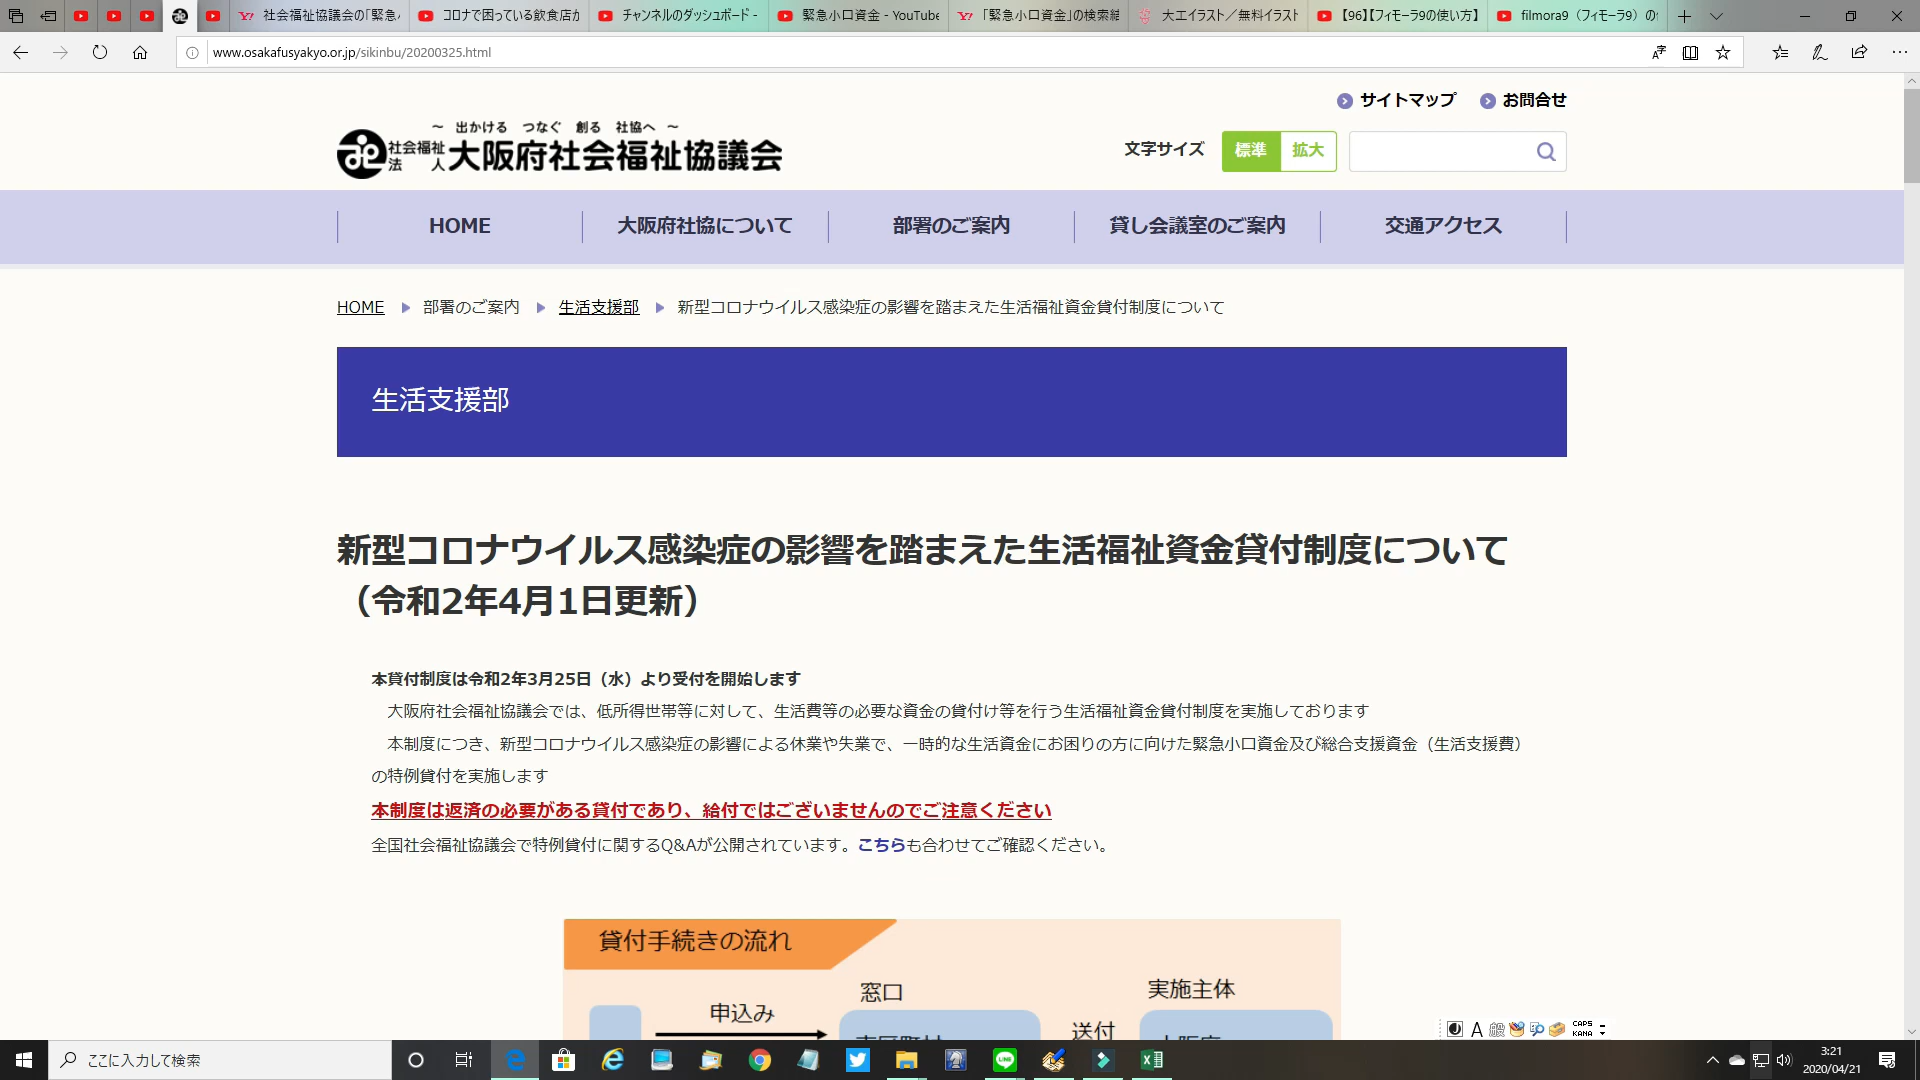 社会福祉協議会の「緊急小
コロナで困っている飲食店か
チャンネルのダッシュボード -
緊急小口資金 - YouTube
「緊急小口資金」の検索結
大工イラスト／無料イラスト
【96】【フィモーラ9の使い方】
filmora9（フィモーラ9）の
www.osakafusyakyo.or.jp/sikinbu/20200325.html
サイトマップ お問合せ
～ 出かける つなぐ 創る 社協へ ～
社会福祉法人 大阪府社会福祉協議会
文字サイズ 標準 拡大
HOME 大阪府社協について 部署のご案内 貸し会議室のご案内 交通アクセス
HOME 部署のご案内 生活支援部 新型コロナウイルス感染症の影響を踏まえた生活福祉資金貸付制度について
生活支援部
新型コロナウイルス感染症の影響を踏まえた生活福祉資金貸付制度について
（令和2年4月1日更新）
本貸付制度は令和2年3月25日（水）より受付を開始します
大阪府社会福祉協議会では、低所得世帯等に対して、生活費等の必要な資金の貸付け等を行う生活福祉資金貸付制度を実施しております
本制度につき、新型コロナウイルス感染症の影響による休業や失業で、一時的な生活資金にお困りの方に向けた緊急小口資金及び総合支援資金（生活支援費）
の特例貸付を実施します
本制度は返済の必要がある貸付であり、給付ではございませんのでご注意ください
全国社会福祉協議会で特例貸付に関するQ&Aが公開されています。こちらも合わせてご確認ください。
貸付手続きの流れ
窓口 実施主体
申込み 送付
A 般 CAPS
KANA
ここに入力して検索
3:21
2020/04/21